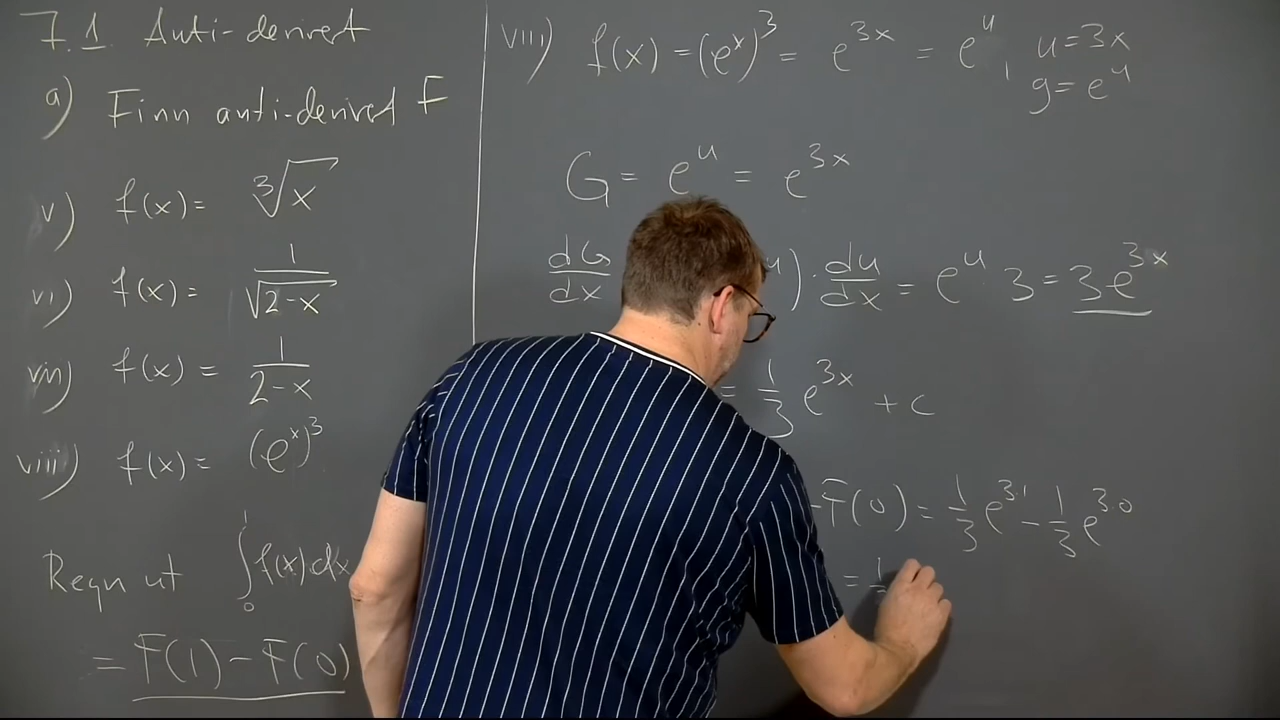 7.1 Anti-derivert
a) Finn anti-derivert F
v) f(x) = ∛x
vi) f(x) = 1/√(2-x)
vii) f(x) = 1/(2-x)
viii) f(x) = (e^x)^3
Regn ut ∫₀¹ f(x) dx
= F(1) - F(0)
viii) f(x) = (e^x)^3 = e^{3x} = e^u, u = 3x
g = e^u
G = e^u = e^{3x}
dG/dx u) · du/dx = e^u 3 = 3e^{3x}
= 1/3 e^{3x} + c
- F(0) = 1/3 e^{3·1} - 1/3 e^{3·0}
= 1